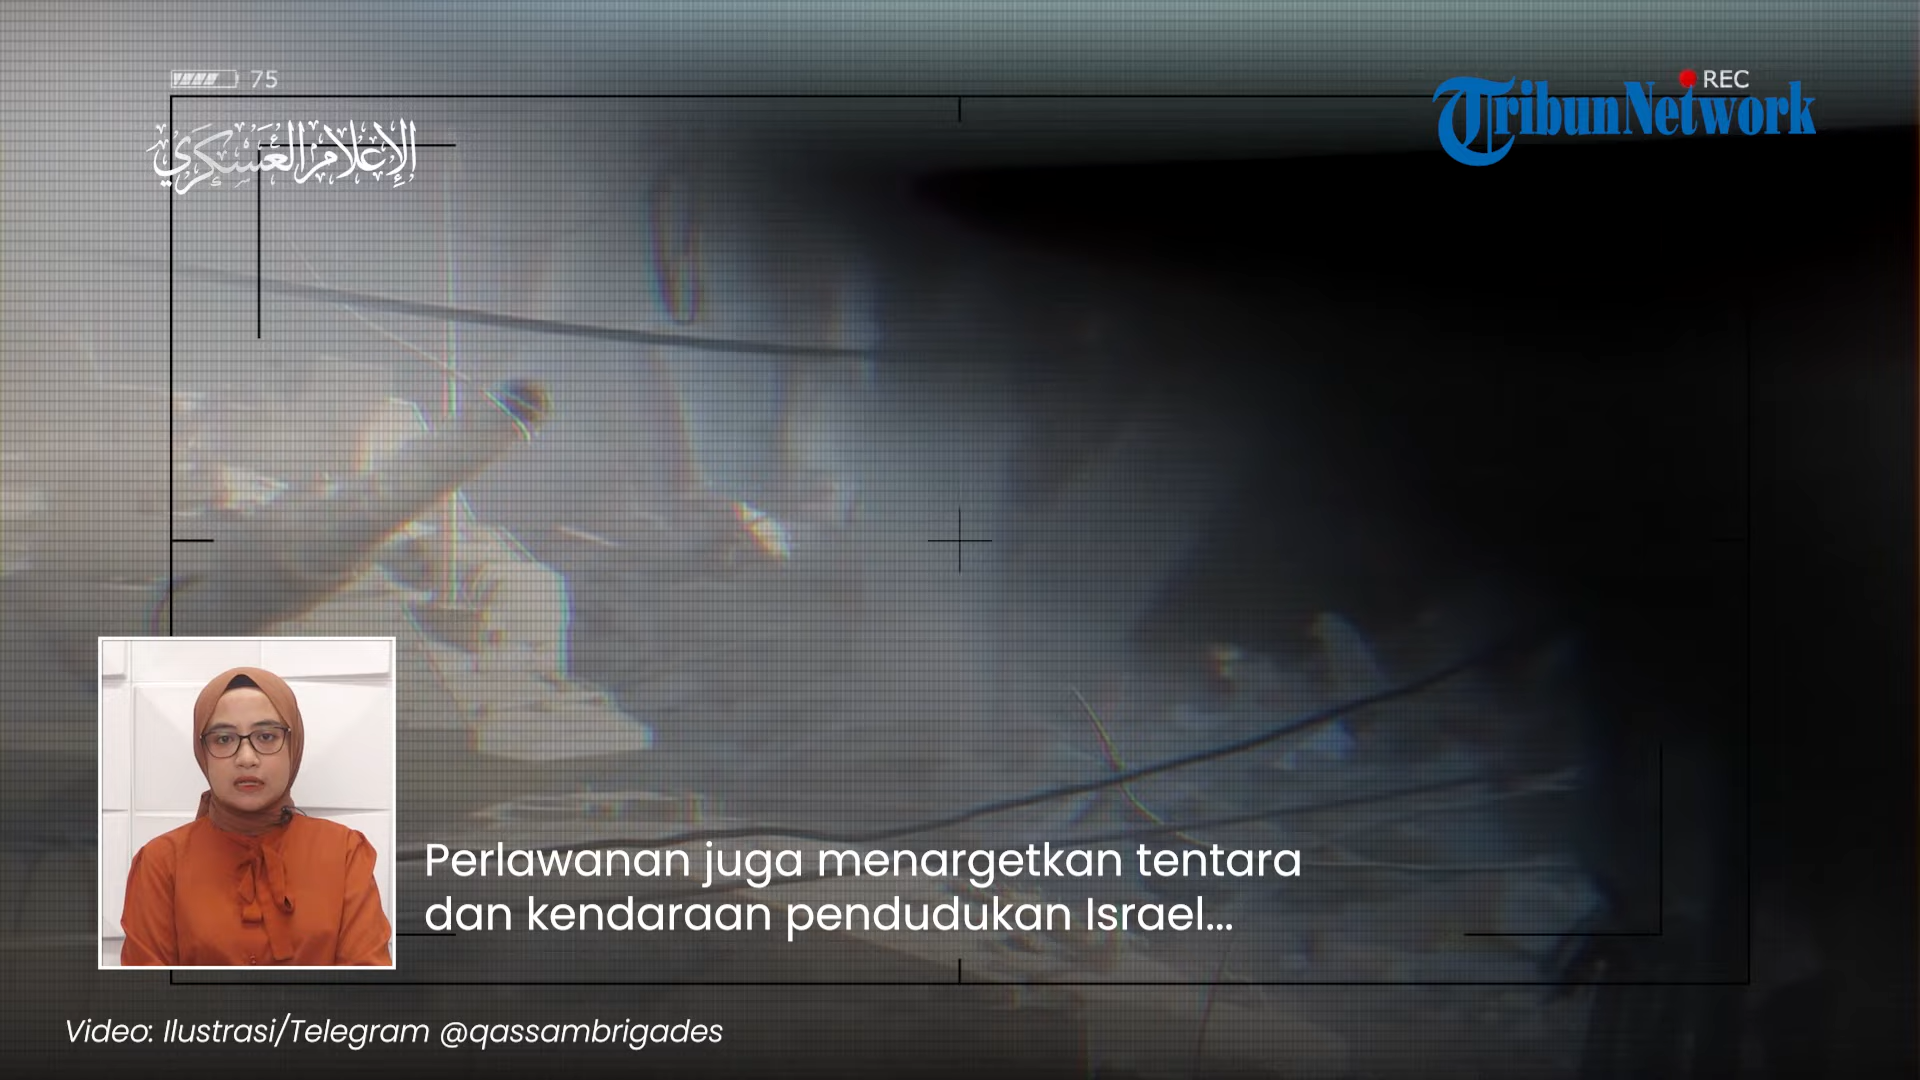 75
REC
TribunNetwork
الإعلام العسكري
Perlawanan juga menargetkan tentara
dan kendaraan pendudukan Israel...
Video: Ilustrasi/Telegram @qassambrigades